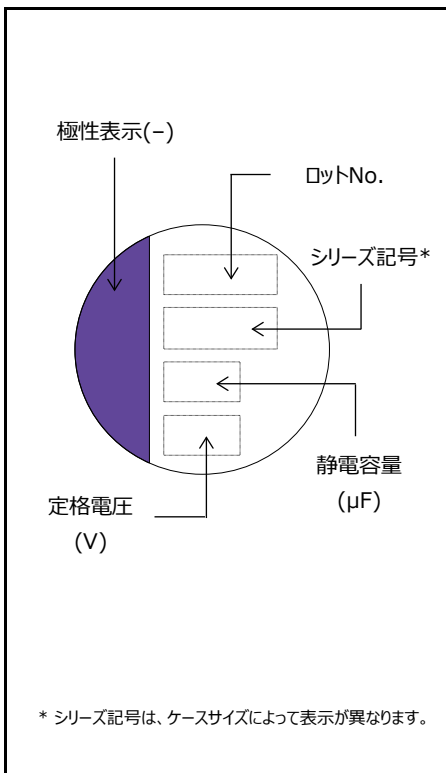 極性表示(−)
ロットNo.
シリーズ記号*
静電容量
(μF)
定格電圧
(V)
* シリーズ記号は、ケースサイズによって表示が異なります。